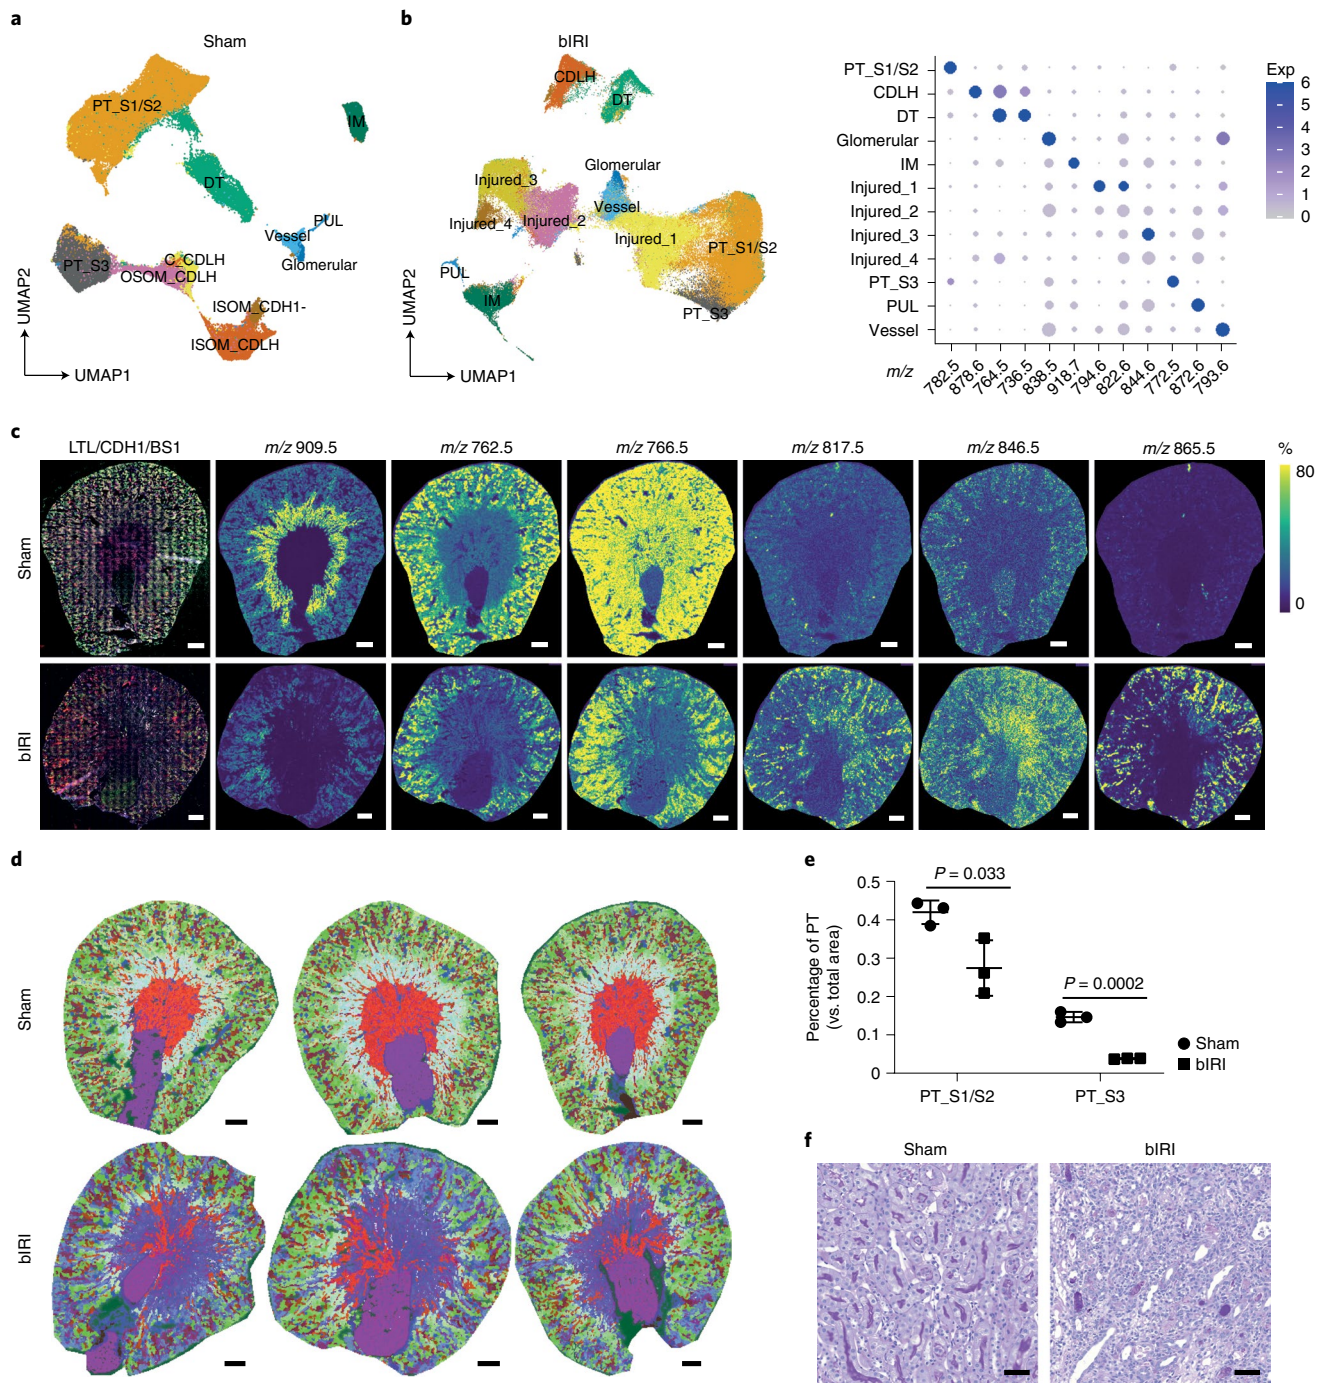 a
Sham
PT_S1/S2
IM
DT
PUL
Vessel
Glomerular
C_CDLH
PT_S3
OSOM_CDLH
ISOM_CDH1-
ISOM_CDLH
UMAP2
UMAP1
b
bIRI
CDLH
DT
Glomerular
Injured_3
Vessel
Injured_4
Injured_2
Injured_1
PT_S1/S2
PUL
IM
PT_S3
UMAP2
UMAP1
PT_S1/S2
CDLH
DT
Glomerular
IM
Injured_1
Injured_2
Injured_3
Injured_4
PT_S3
PUL
Vessel
m/z
782.5
878.6
764.5
736.5
838.5
918.7
794.6
822.6
844.6
772.5
872.6
793.6
Exp
6
5
4
3
2
1
0
c
LTL/CDH1/BS1
m/z 909.5
m/z 762.5
m/z 766.5
m/z 817.5
m/z 846.5
m/z 865.5
%
80
0
Sham
bIRI
d
Sham
bIRI
e
Percentage of PT
(vs. total area)
0.5
0.4
0.3
0.2
0.1
0
P = 0.033
P = 0.0002
Sham
bIRI
PT_S1/S2
PT_S3
f
Sham
bIRI